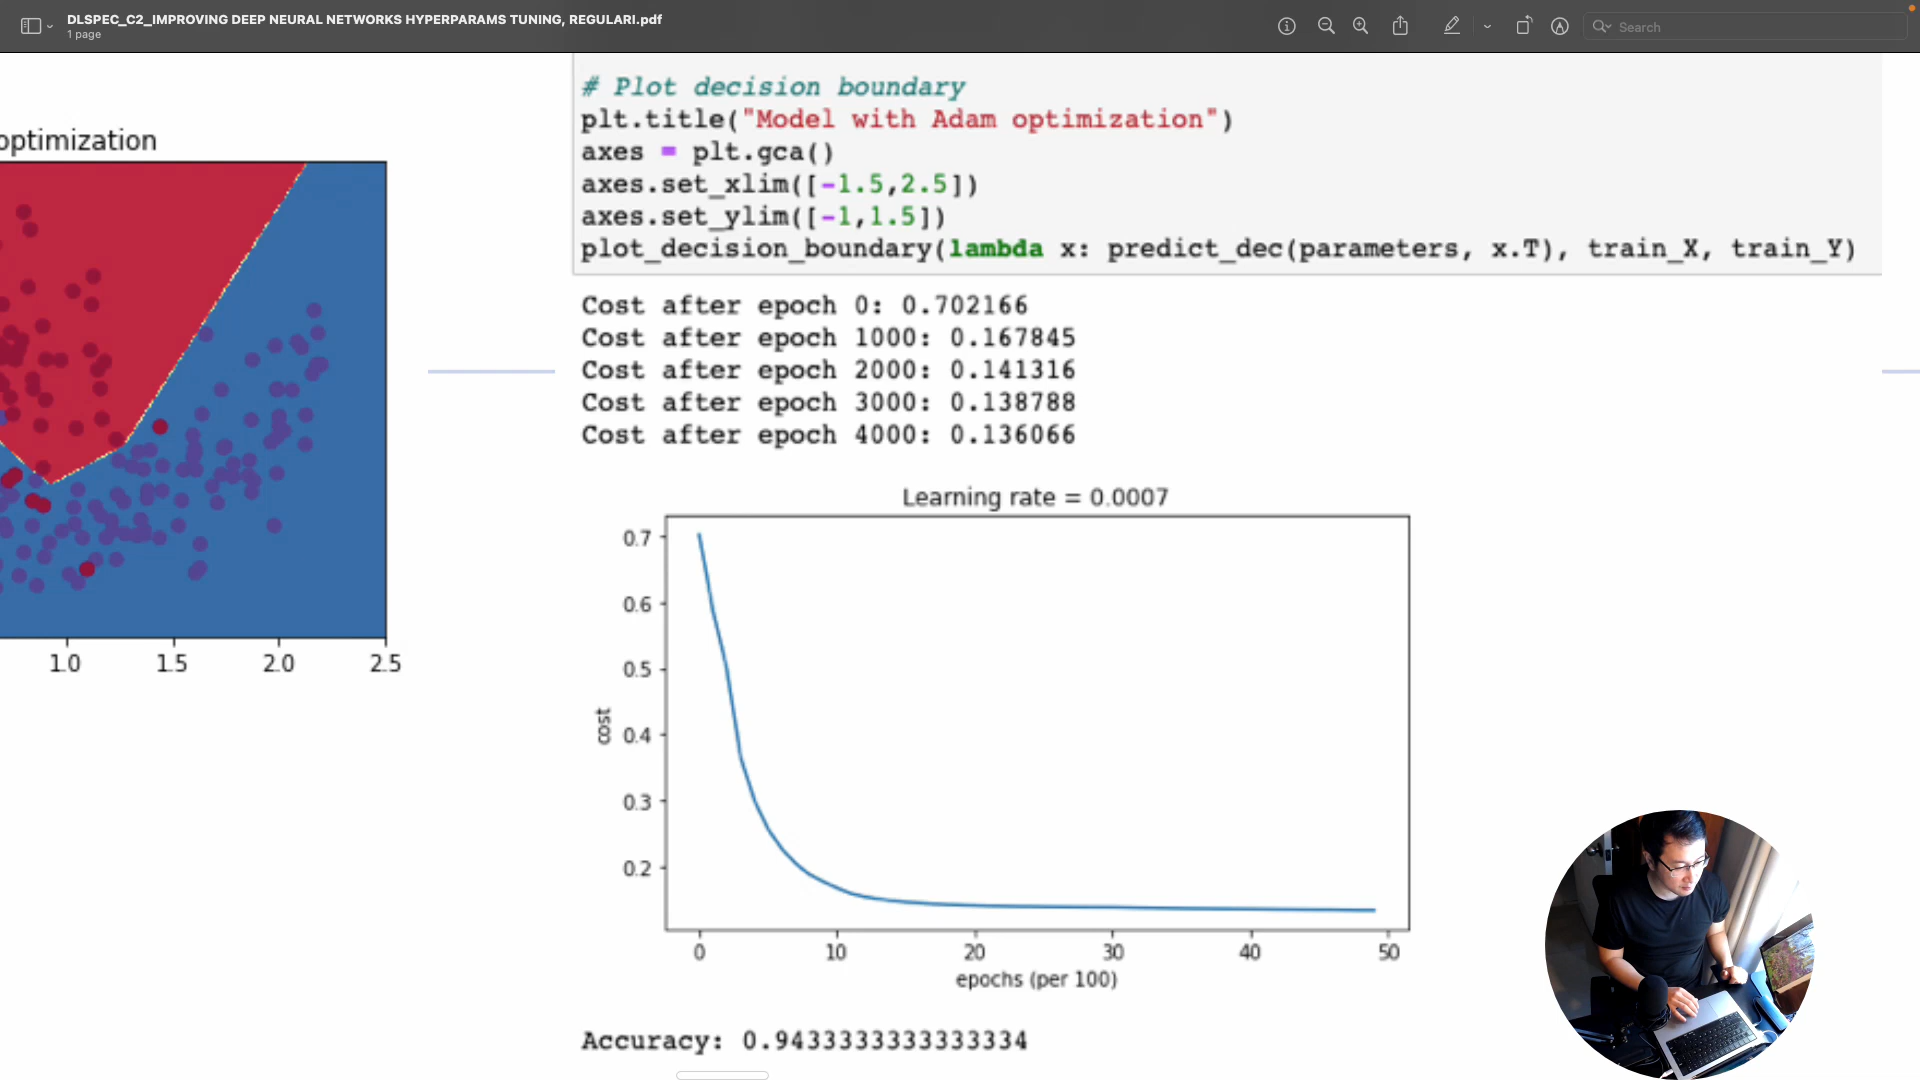 DLSPEC_C2_IMPROVING DEEP NEURAL NETWORKS HYPERPARAMS TUNING, REGULARI.pdf
1 page
Search
optimization
1.0 1.5 2.0 2.5
# Plot decision boundary
plt.title("Model with Adam optimization")
axes = plt.gca()
axes.set_xlim([-1.5,2.5])
axes.set_ylim([-1,1.5])
plot_decision_boundary(lambda x: predict_dec(parameters, x.T), train_X, train_Y)
Cost after epoch 0: 0.702166
Cost after epoch 1000: 0.167845
Cost after epoch 2000: 0.141316
Cost after epoch 3000: 0.138788
Cost after epoch 4000: 0.136066
Learning rate = 0.0007
0.7
0.6
0.5
0.4
0.3
0.2
cost
0 10 20 30 40 50
epochs (per 100)
Accuracy: 0.9433333333333334